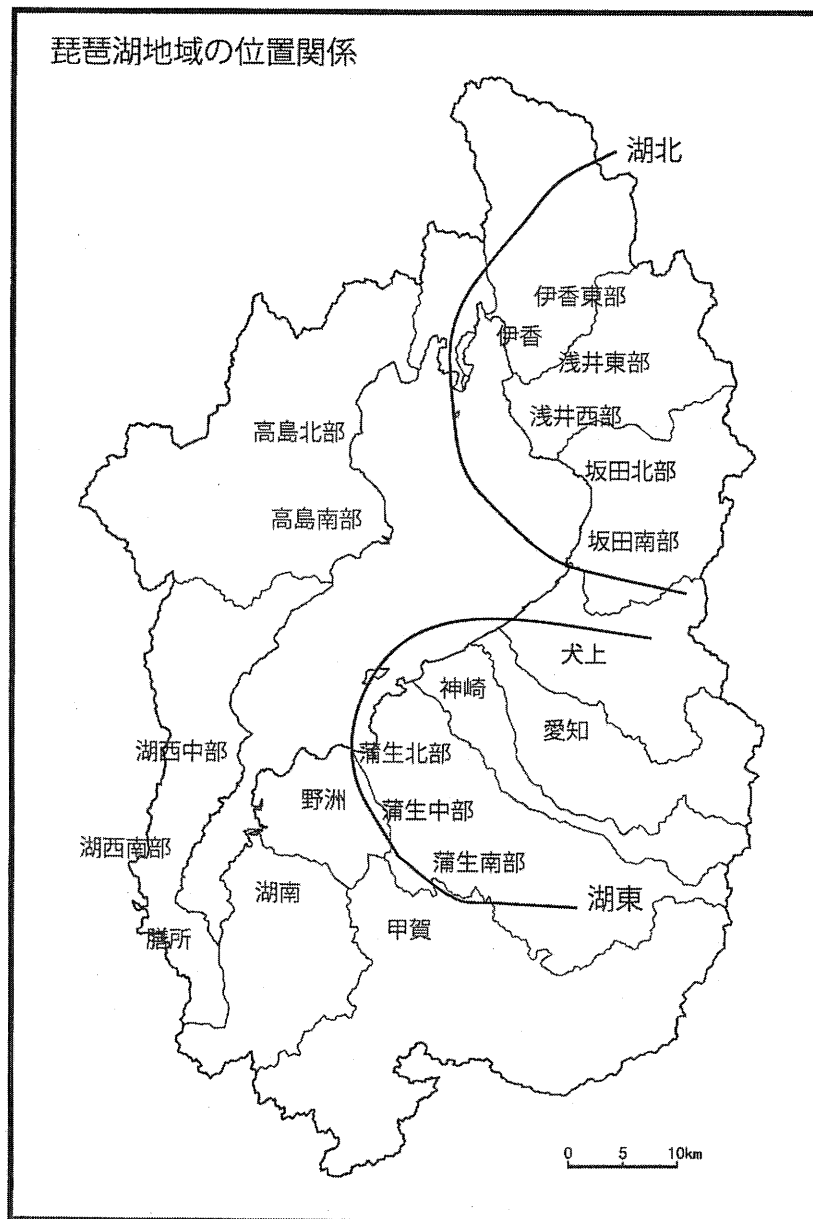 琵琶湖地域の位置関係
湖北
伊香東部
伊香
浅井東部
浅井西部
高島北部
坂田北部
高島南部
坂田南部
犬上
神崎
愛知
湖西中部
蒲生北部
野洲
蒲生中部
湖西南部
蒲生南部
湖南
湖東
膳所
甲賀
0 5 10km